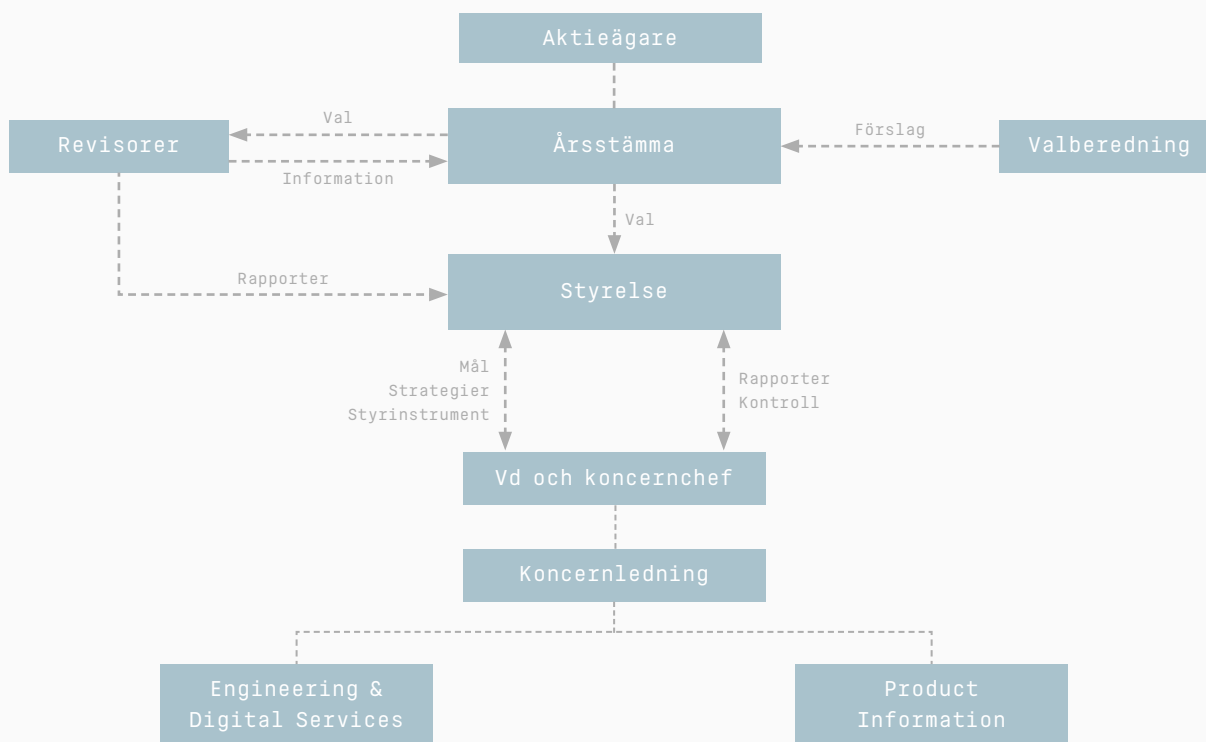 Aktieägare
Val
Revisorer
Årsstämma
Förslag
Valberedning
Information
Val
Rapporter
Styrelse
Mål
Strategier
Styrinstrument
Rapporter
Kontroll
Vd och koncernchef
Koncernledning
Engineering &
Digital Services
Product
Information